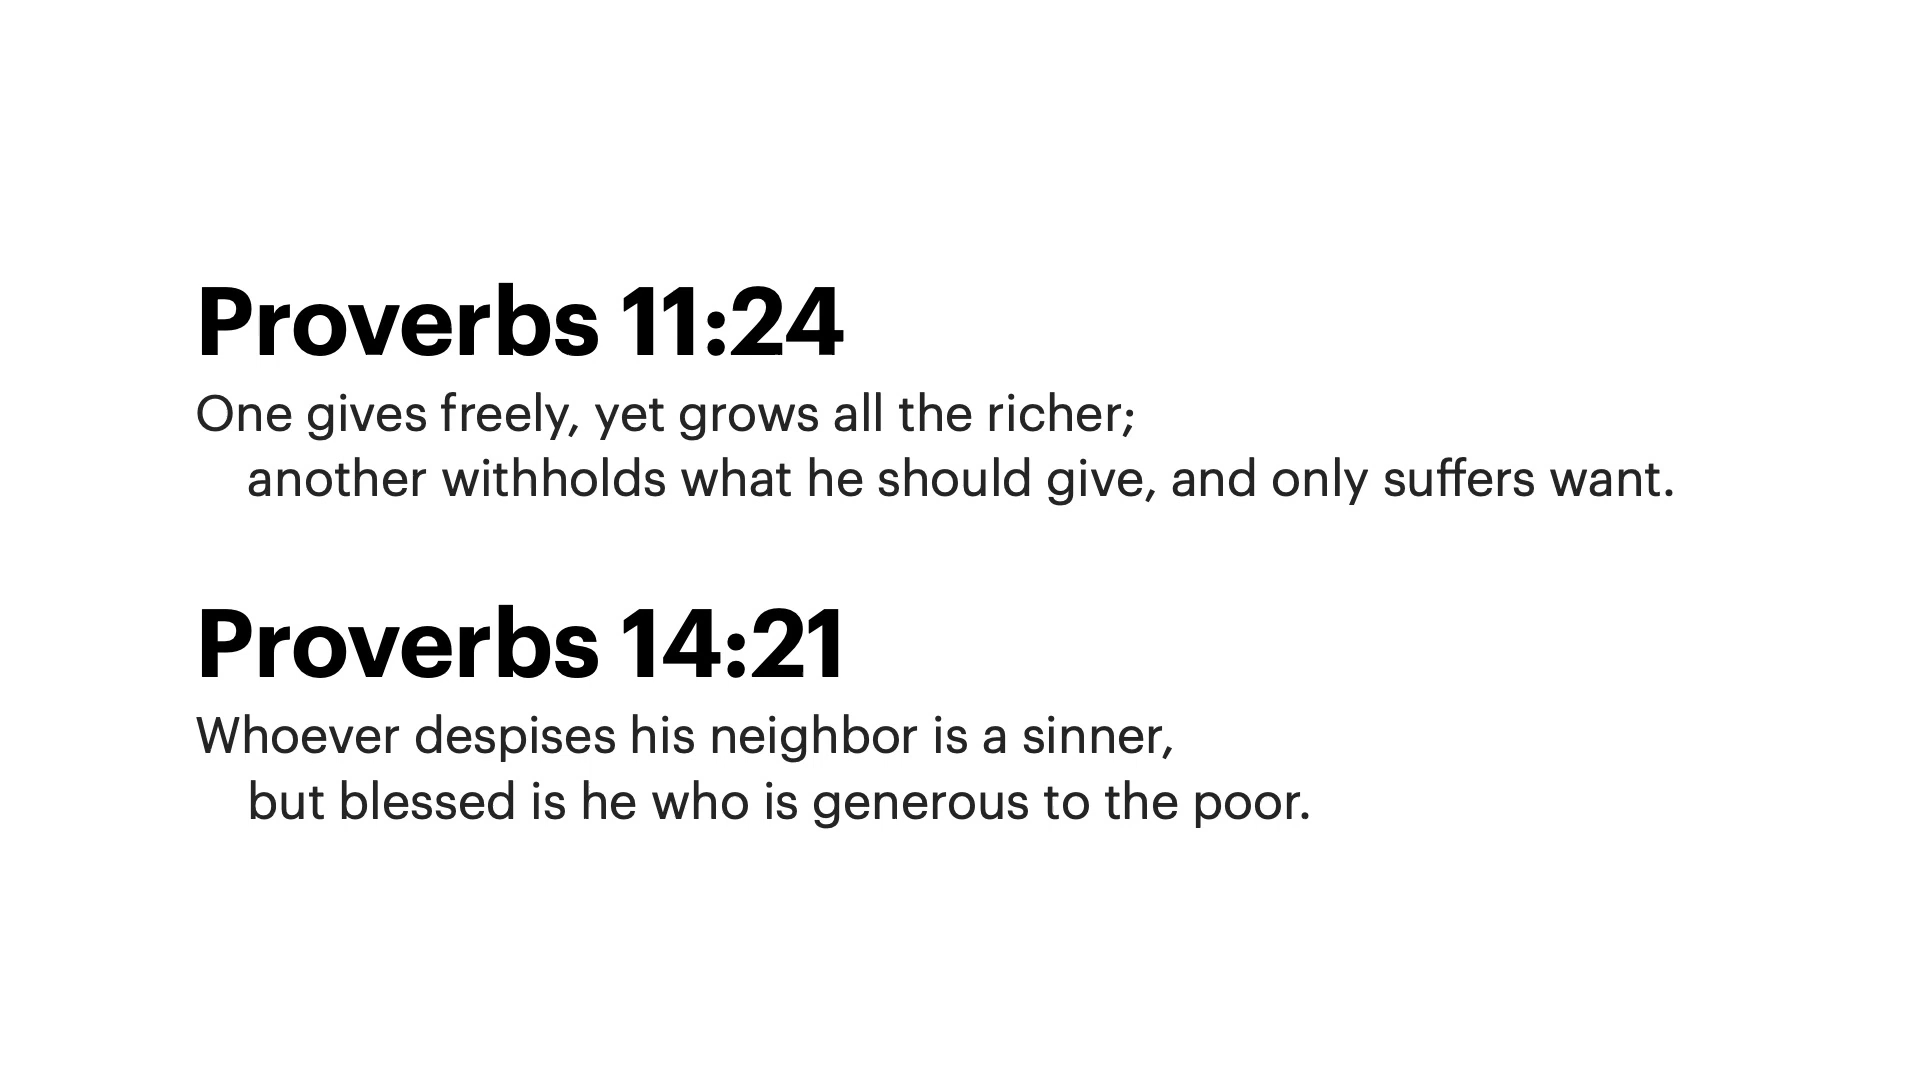 Proverbs 11:24
One gives freely, yet grows all the richer;
another withholds what he should give, and only suffers want.
Proverbs 14:21
Whoever despises his neighbor is a sinner,
but blessed is he who is generous to the poor.